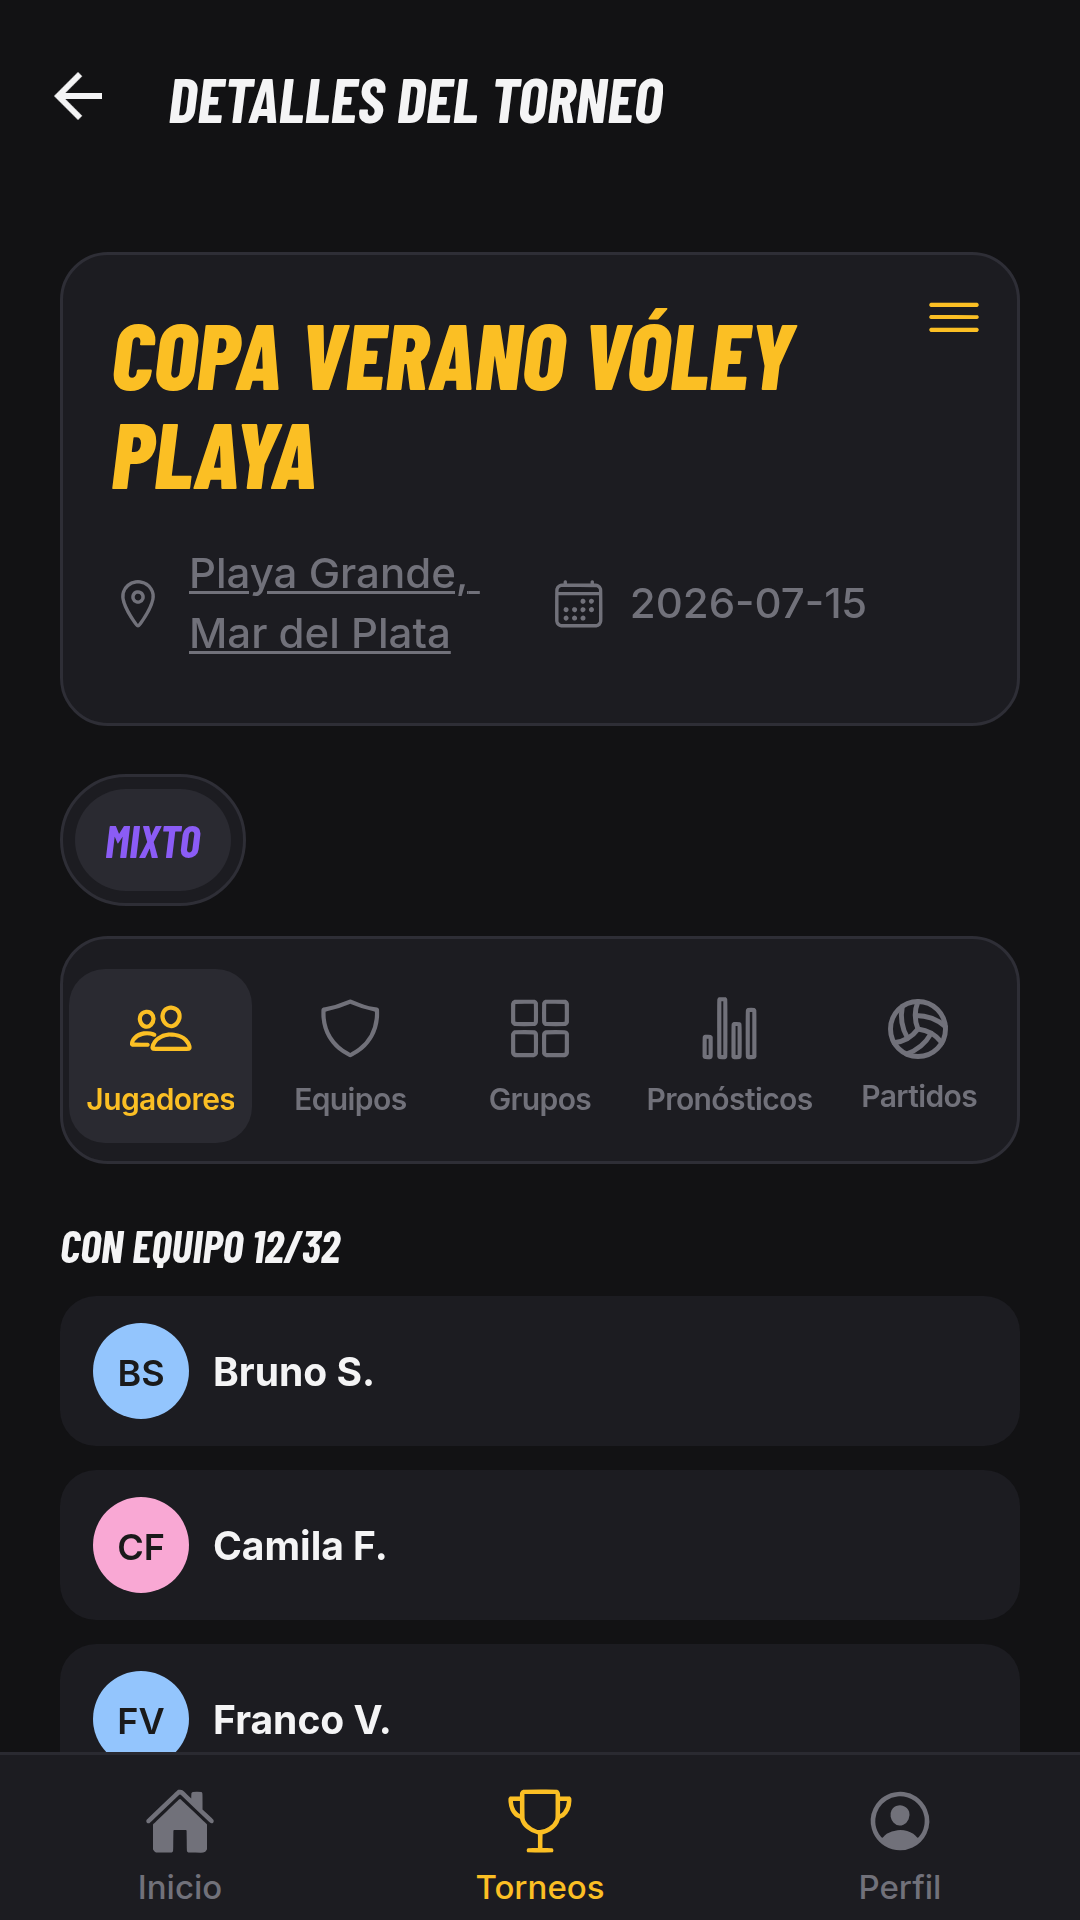 DETALLES DEL TORNEO
COPA VERANO VÓLEY
PLAYA
Playa Grande,
Mar del Plata
2026-07-15
MIXTO
Jugadores
Equipos
Grupos
Pronósticos
Partidos
CON EQUIPO 12/32
BS
Bruno S.
CF
Camila F.
FV
Franco V.
Inicio
Torneos
Perfil